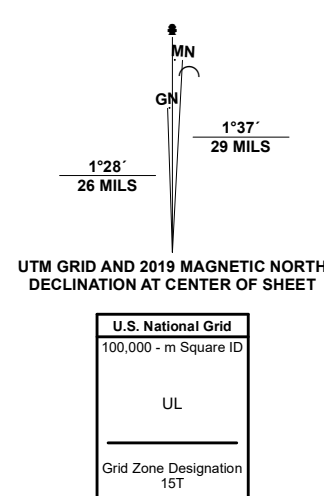 MN
GN
1°37´
29 MILS
1°28´
26 MILS
UTM GRID AND 2019 MAGNETIC NORTH
DECLINATION AT CENTER OF SHEET
U.S. National Grid
100,000 - m Square ID
UL
Grid Zone Designation
15T